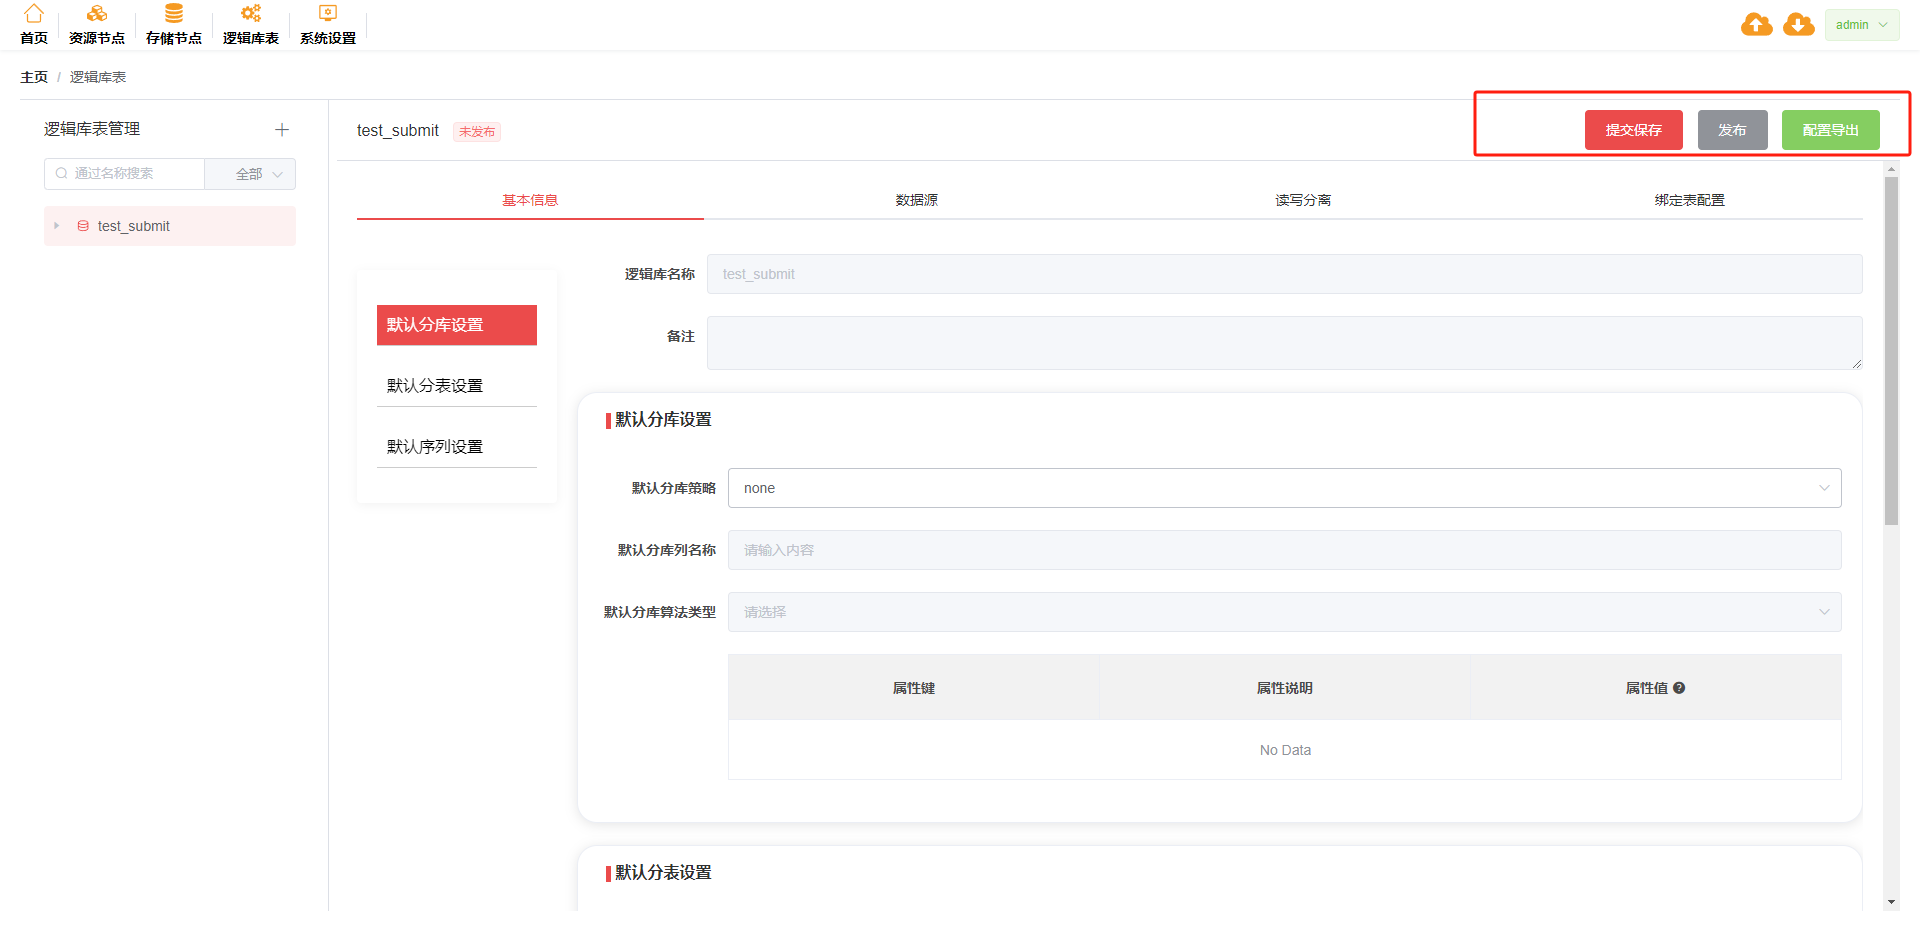 首页
资源节点
存储节点
逻辑库表
系统设置
admin
主页 / 逻辑库表
逻辑库表管理
通过名称搜索
全部
test_submit
test_submit
未发布
提交保存
发布
配置导出
基本信息
数据源
读写分离
绑定表配置
默认分库设置
默认分表设置
默认序列设置
逻辑库名称
test_submit
备注
默认分库设置
默认分库策略
none
默认分库列名称
请输入内容
默认分库算法类型
请选择
属性键
属性说明
属性值
No Data
默认分表设置